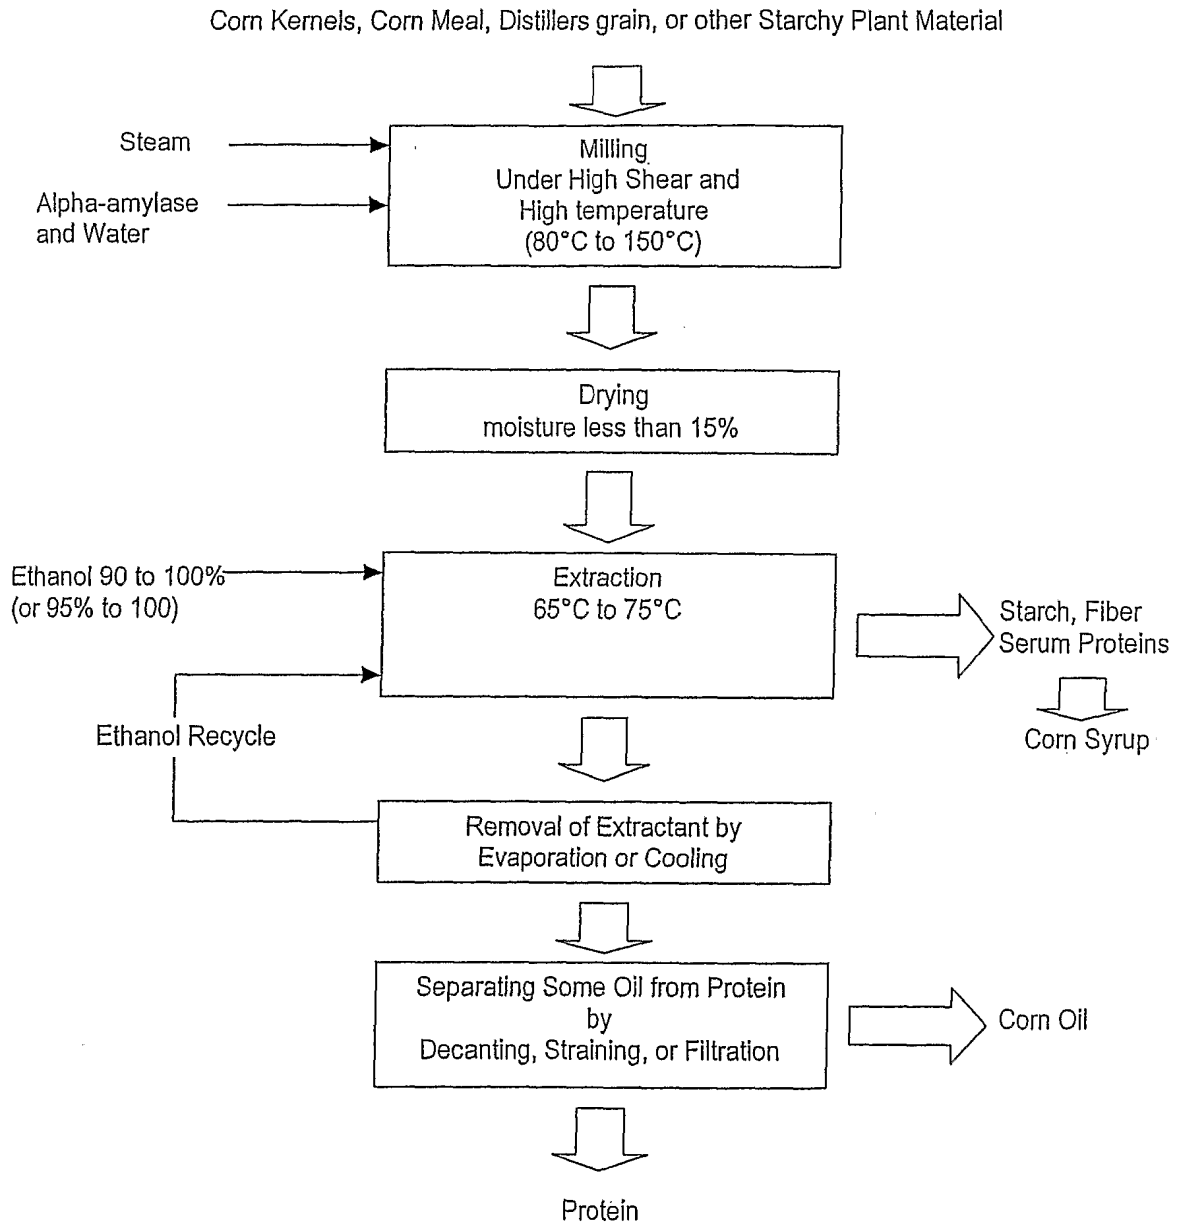 Corn Kernels, Corn Meal, Distillers grain, or other Starchy Plant Material
Steam
Alpha-amylase
and Water
Milling
Under High Shear and
High temperature
(80°C to 150°C)
Drying
moisture less than 15%
Ethanol 90 to 100%
(or 95% to 100)
Extraction
65°C to 75°C
Starch, Fiber
Serum Proteins
Corn Syrup
Ethanol Recycle
Removal of Extractant by
Evaporation or Cooling
Separating Some Oil from Protein
by
Decanting, Straining, or Filtration
Corn Oil
Protein